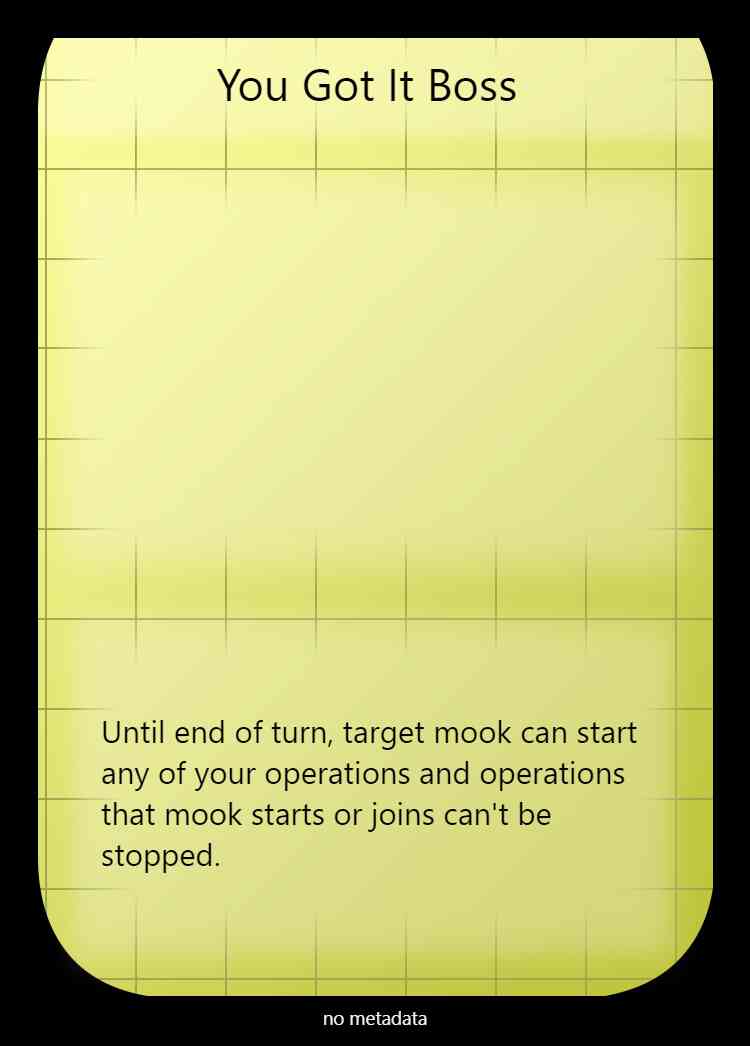 You Got It Boss
Until end of turn, target mook can start
any of your operations and operations
that mook starts or joins can't be
stopped.
no metadata